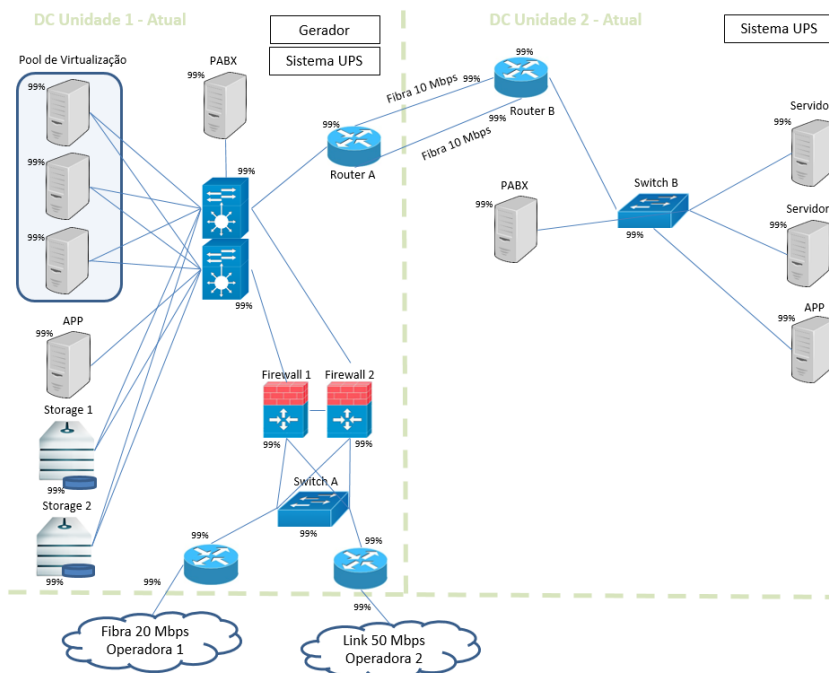 DC Unidade 1 - Atual
Gerador
Sistema UPS
DC Unidade 2 - Atual
Sistema UPS
Pool de Virtualização
99%
99%
99%
PABX
99%
99%
99%
99%
Router A
Fibra 10 Mbps
Fibra 10 Mbps
99%
99%
99%
Router B
Servidor
99%
Servidor
99%
APP
99%
PABX
99%
Switch B
99%
APP
99%
Storage 1
99%
Storage 2
99%
Firewall 1
Firewall 2
99%
99%
Switch A
99%
99%
99%
99%
99%
Fibra 20 Mbps
Operadora 1
Link 50 Mbps
Operadora 2